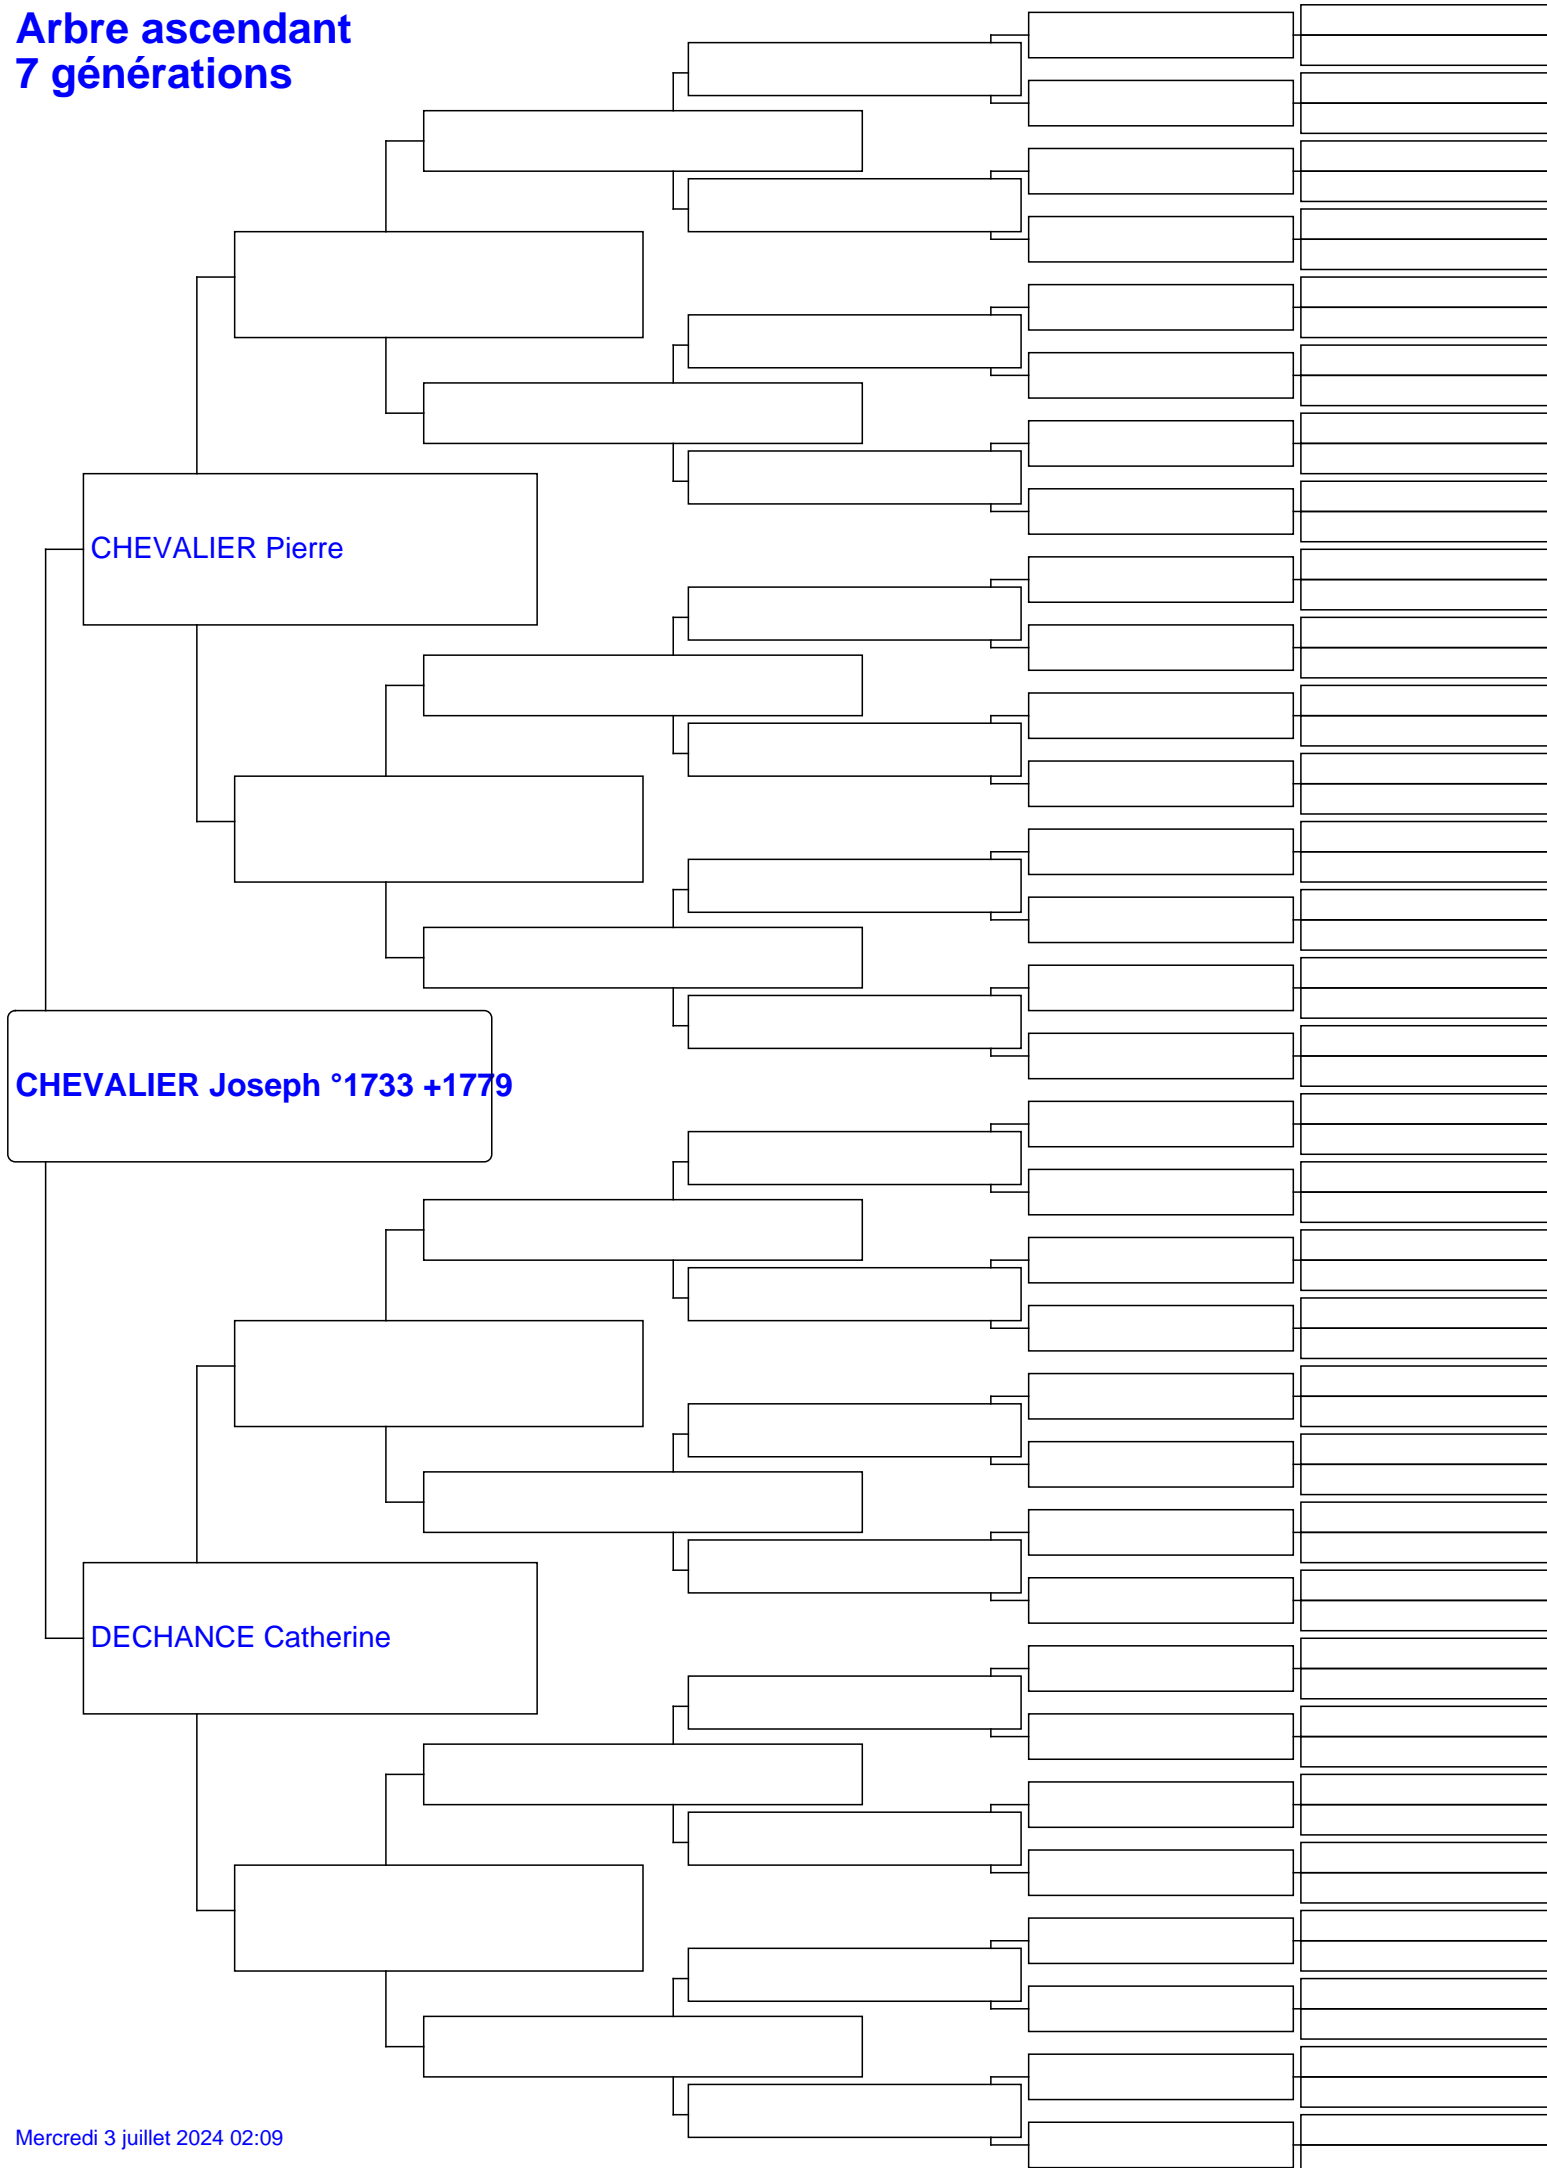 Arbre ascendant
7 générations
CHEVALIER Pierre
CHEVALIER Joseph °1733 +1779
DECHANCE Catherine
Mercredi 3 juillet 2024 02:09